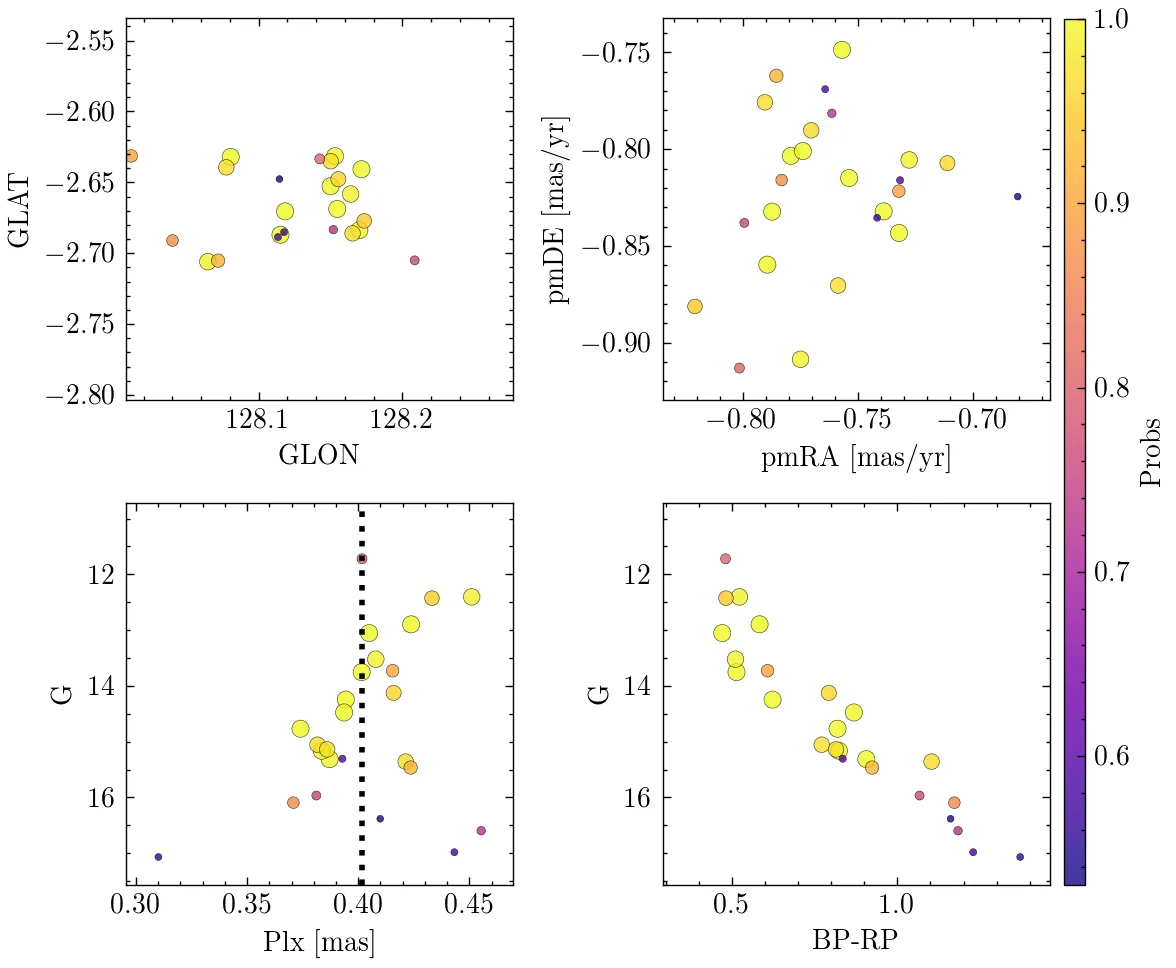 −2.55
−2.60
−2.65
−2.70
−2.75
−2.80
GLAT
128.1 128.2
GLON
−0.75
−0.80
−0.85
−0.90
pmDE [mas/yr]
−0.80 −0.75 −0.70
pmRA [mas/yr]
1.0
0.9
0.8
0.7
0.6
Probs
12
14
16
G
0.30 0.35 0.40 0.45
Plx [mas]
12
14
16
G
0.5 1.0
BP-RP